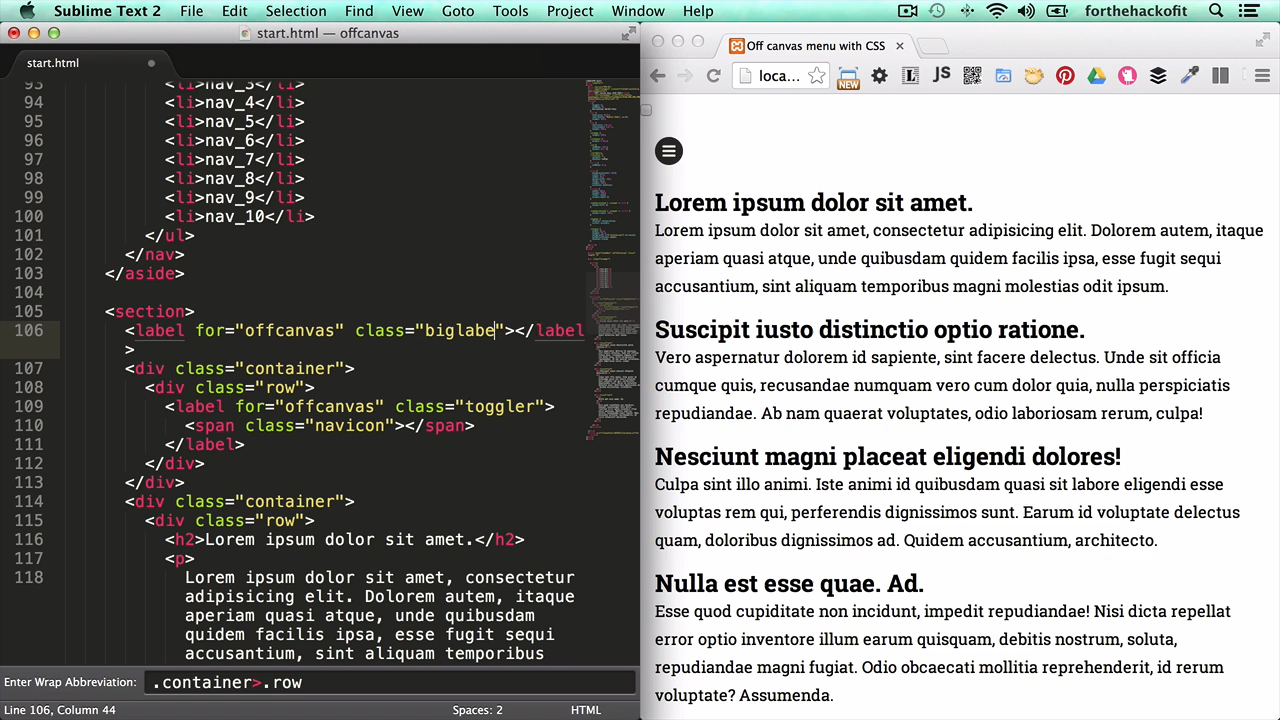 Sublime Text 2 File Edit Selection Find View Goto Tools Project Window Help forthehackofit
start.html — offcanvas
start.html
93 <li>nav_3</li>
94 <li>nav_4</li>
95 <li>nav_5</li>
96 <li>nav_6</li>
97 <li>nav_7</li>
98 <li>nav_8</li>
99 <li>nav_9</li>
100 <li>nav_10</li>
101 </ul>
102 </nav>
103 </aside>
104
105 <section>
106 <label for="offcanvas" class="biglabe"></label
>
107 <div class="container">
108 <div class="row">
109 <label for="offcanvas" class="toggler">
110 <span class="navicon"></span>
111 </label>
112 </div>
113 </div>
114 <div class="container">
115 <div class="row">
116 <h2>Lorem ipsum dolor sit amet.</h2>
117 <p>
118 Lorem ipsum dolor sit amet, consectetur
adipisicing elit. Dolorem autem, itaque
aperiam quasi atque, unde quibusdam
quidem facilis ipsa, esse fugit sequi
accusantium, sint aliquam temporibus
Enter Wrap Abbreviation: .container>.row
Line 106, Column 44 Spaces: 2 HTML
Off canvas menu with CSS
loca...
NEW
L
JS
Lorem ipsum dolor sit amet.
Lorem ipsum dolor sit amet, consectetur adipisicing elit. Dolorem autem, itaque
aperiam quasi atque, unde quibusdam quidem facilis ipsa, esse fugit sequi
accusantium, sint aliquam temporibus magni molestias odit ipsum.
Suscipit iusto distinctio optio ratione.
Vero aspernatur dolorem id sapiente, sint facere delectus. Unde sit officia
cumque quis, recusandae numquam vero cum dolor quia, nulla perspiciatis
repudiandae. Ab nam quaerat voluptates, odio laboriosam rerum, culpa!
Nesciunt magni placeat eligendi dolores!
Culpa sint illo animi. Iste animi id quibusdam quasi sit labore eligendi esse
voluptas rem qui, perferendis dignissimos sunt. Earum id voluptate delectus
quam, doloribus dignissimos ad. Quidem accusantium, architecto.
Nulla est esse quae. Ad.
Esse quod cupiditate non incidunt, impedit repudiandae! Nisi dicta repellat
error optio inventore illum earum quisquam, debitis nostrum, soluta,
repudiandae magni fugiat. Odio obcaecati mollitia reprehenderit, id rerum
voluptate? Assumenda.